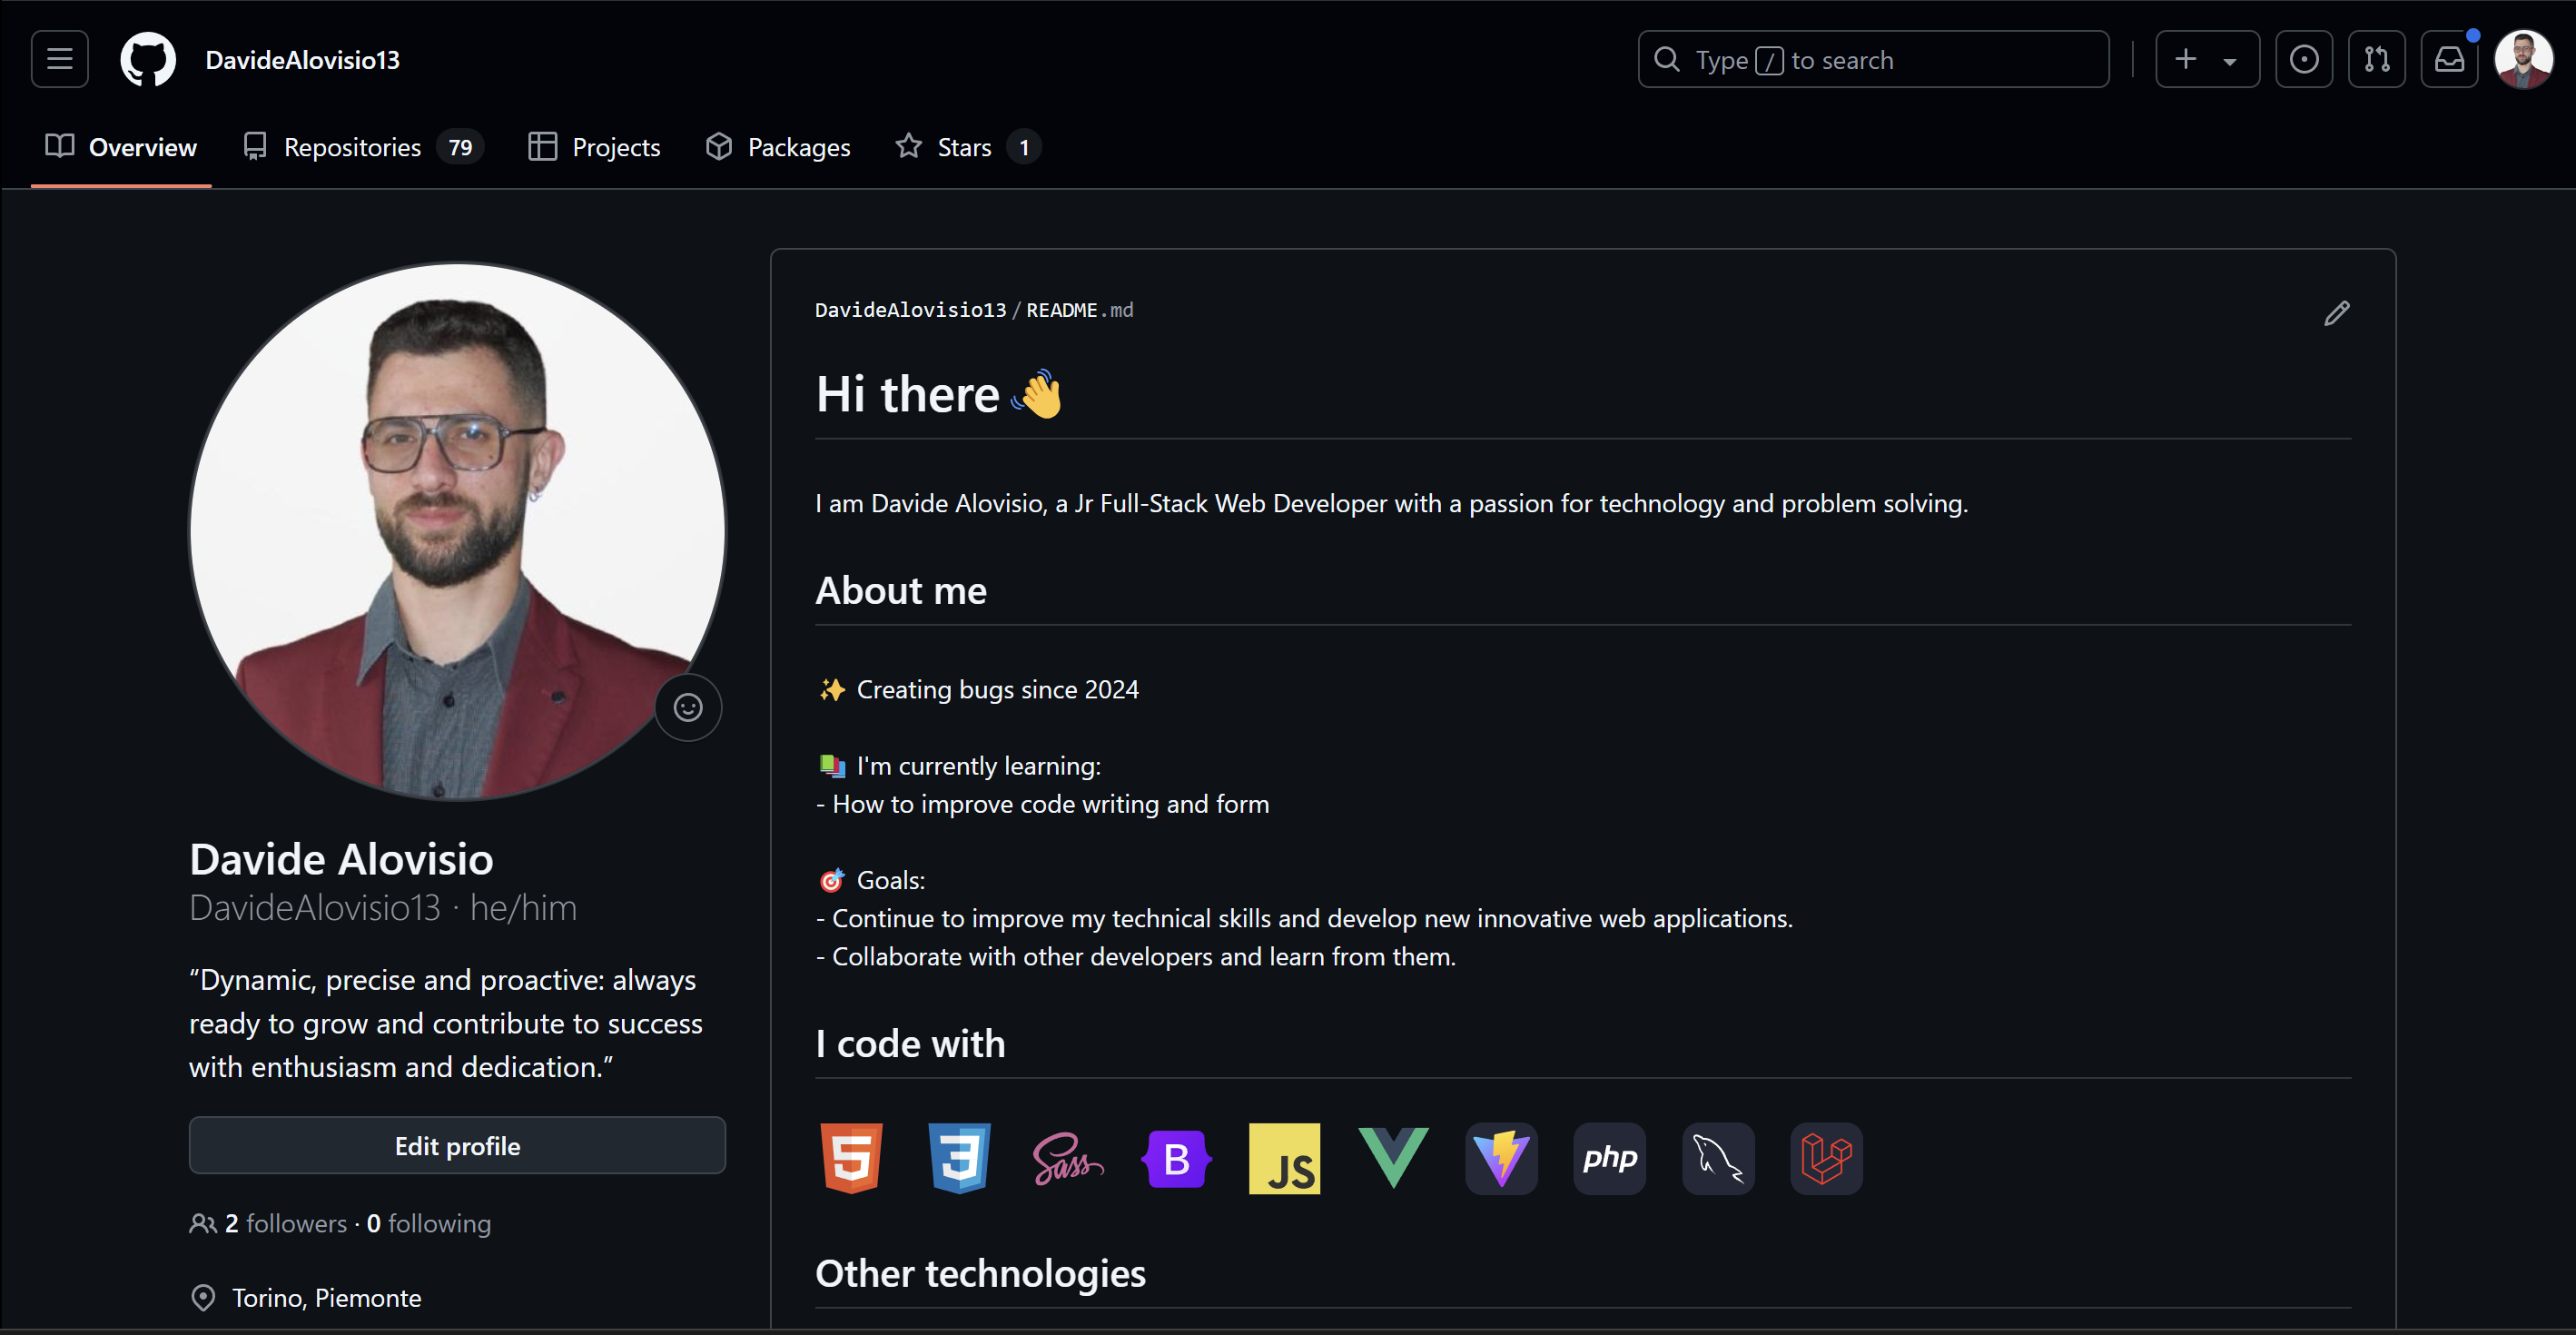 DavideAlovisio13
Type / to search
Overview
Repositories 79
Projects
Packages
Stars 1
DavideAlovisio13 / README.md
Hi there 👋
I am Davide Alovisio, a Jr Full-Stack Web Developer with a passion for technology and problem solving.
About me
✨ Creating bugs since 2024
📚 I'm currently learning:
- How to improve code writing and form
🎯 Goals:
- Continue to improve my technical skills and develop new innovative web applications.
- Collaborate with other developers and learn from them.
I code with
5
3
Sass
B
JS
php
Other technologies
Davide Alovisio
DavideAlovisio13 · he/him
“Dynamic, precise and proactive: always
ready to grow and contribute to success
with enthusiasm and dedication.”
Edit profile
2 followers · 0 following
Torino, Piemonte